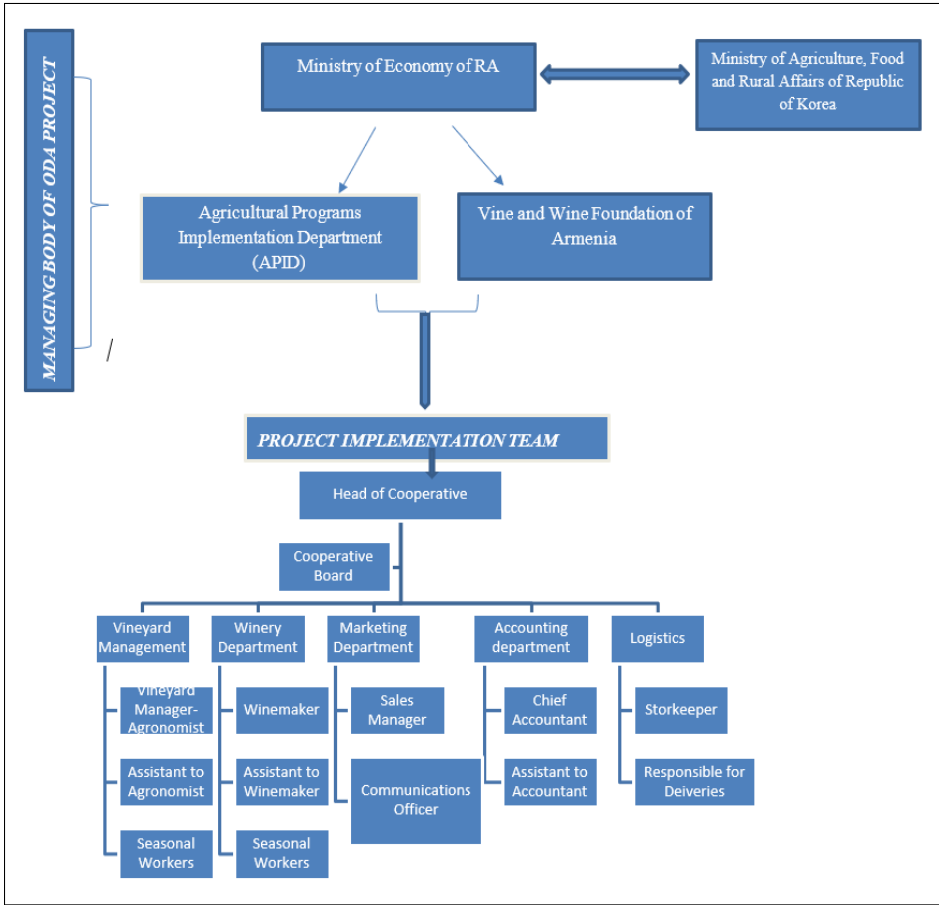 MANAGING BODY OF ODA PROJECT
Ministry of Economy of RA
Ministry of Agriculture, Food
and Rural Affairs of Republic
of Korea
Agricultural Programs
Implementation Department
(APID)
Vine and Wine Foundation of
Armenia
/
PROJECT IMPLEMENTATION TEAM
Head of Cooperative
Cooperative
Board
Vineyard
Management
Winery
Department
Marketing
Department
Accounting
department
Logistics
Vineyard
Manager-
Agronomist
Winemaker
Sales
Manager
Chief
Accountant
Storkeeper
Assistant to
Agronomist
Assistant to
Winemaker
Communications
Officer
Assistant to
Accountant
Responsible for
Deiveries
Seasonal
Workers
Seasonal
Workers